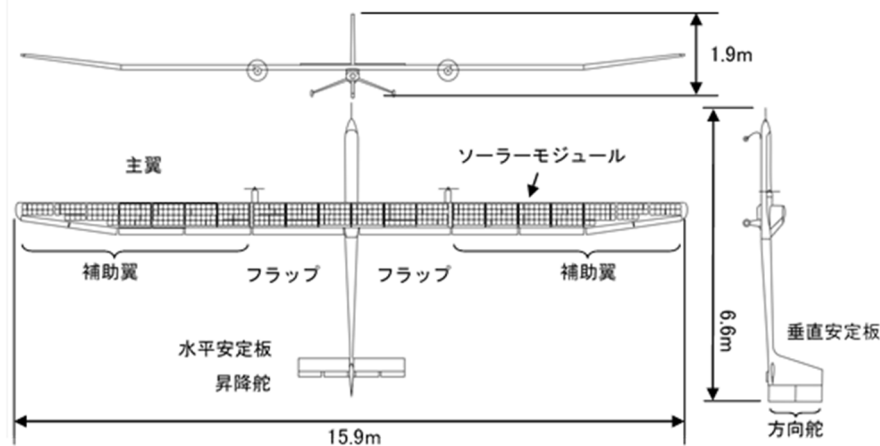 1.9m
主翼
ソーラーモジュール
補助翼
フラップ
フラップ
補助翼
6.6m
垂直安定板
水平安定板
昇降舵
方向舵
15.9m